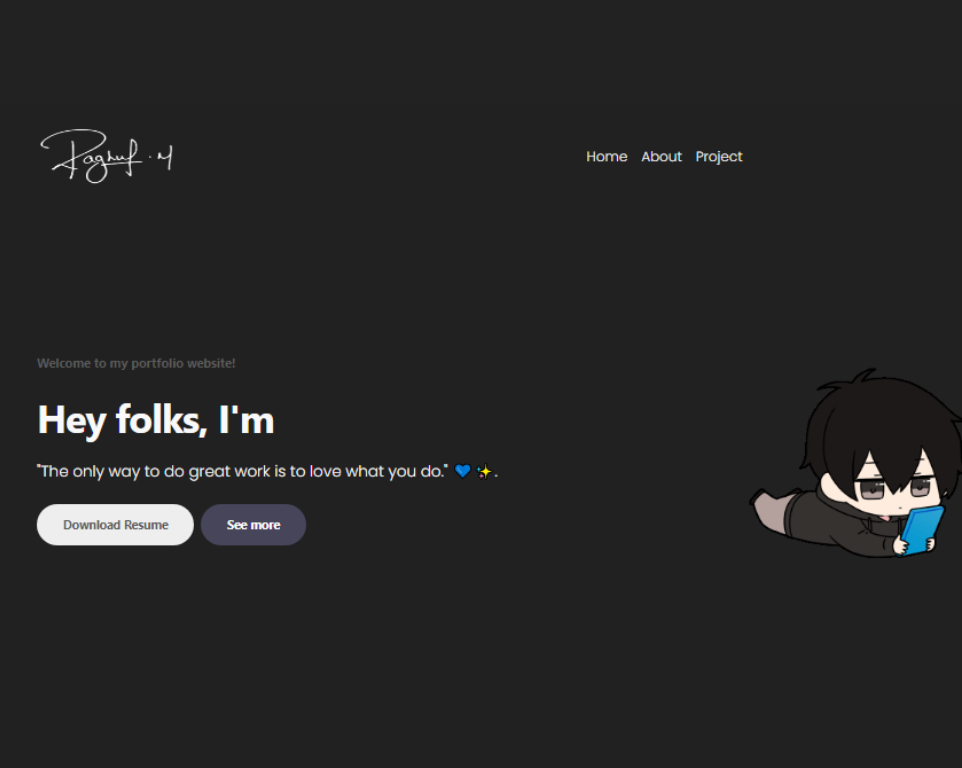 Home About Project
Welcome to my portfolio website!
Hey folks, I'm
"The only way to do great work is to love what you do." 💙 ✨.
Download Resume See more